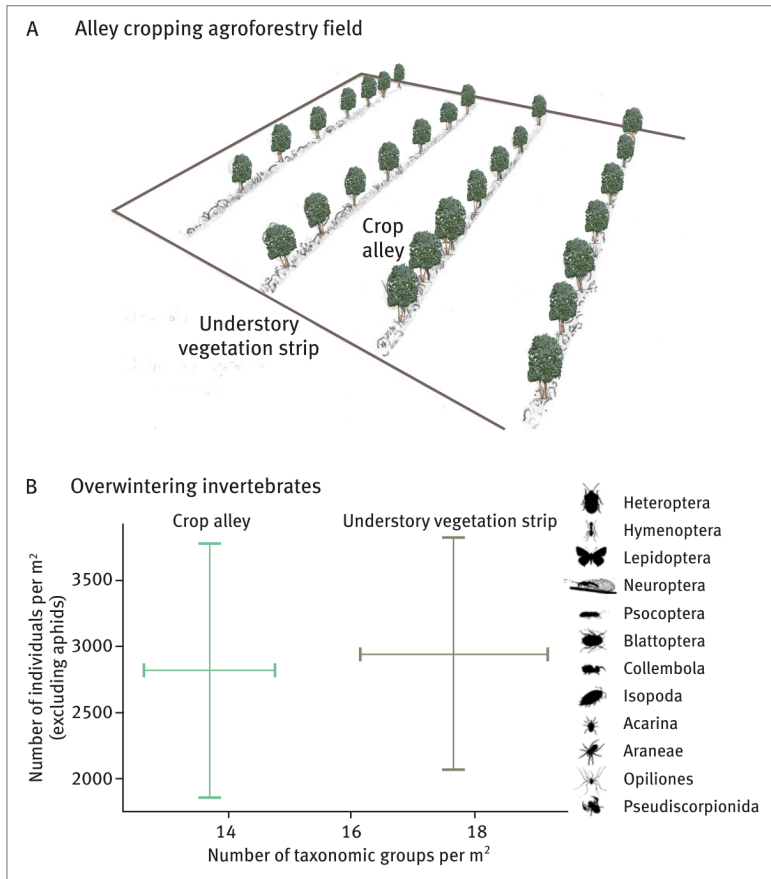 A Alley cropping agroforestry field
Crop
alley
Understory
vegetation strip
B Overwintering invertebrates
Crop alley
Understory vegetation strip
Number of individuals per m²
(excluding aphids)
3500
3000
2500
2000
14 16 18
Number of taxonomic groups per m²
Heteroptera
Hymenoptera
Lepidoptera
Neuroptera
Psocoptera
Blattoptera
Collembola
Isopoda
Acarina
Araneae
Opiliones
Pseudiscorpionida